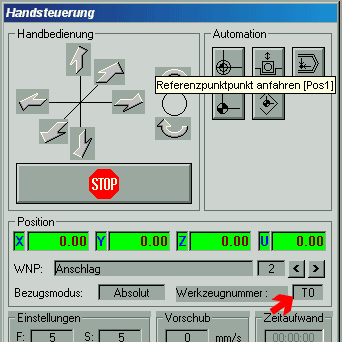 Handsteuerung
Handbedienung
Automation
Referenzpunktpunkt anfahren [Pos1]
STOP
Position
X 0.00 Y 0.00 Z 0.00 U 0.00
WNP: Anschlag 2 < >
Bezugsmodus: Absolut Werkzeugnummer : T0
Einstellungen Vorschub Zeitaufwand
F: 5 S: 5 0 mm/s 00:00:00